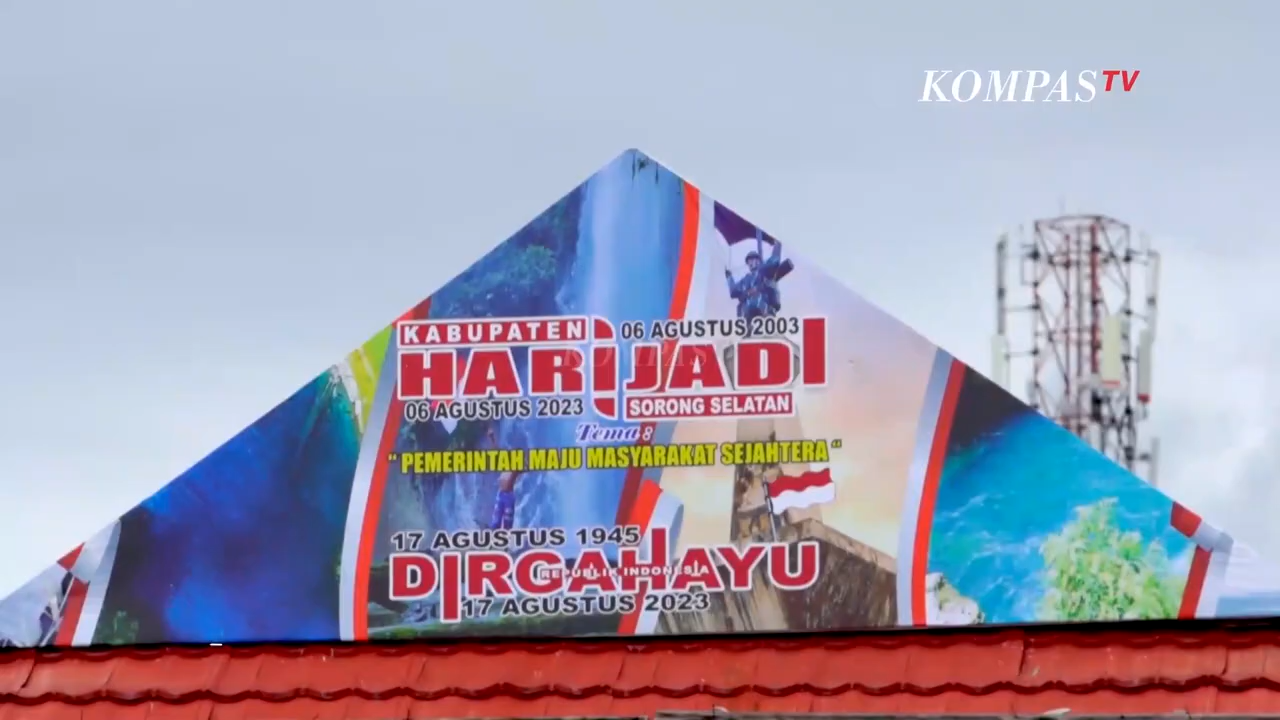 KOMPAS TV
KABUPATEN
06 AGUSTUS 2003
HARI JADI
KOMPAS
06 AGUSTUS 2023
SORONG SELATAN
Tema :
“ PEMERINTAH MAJU MASYARAKAT SEJAHTERA “
17 AGUSTUS 1945
DIRGAHAYU
REPUBLIK INDONESIA
17 AGUSTUS 2023